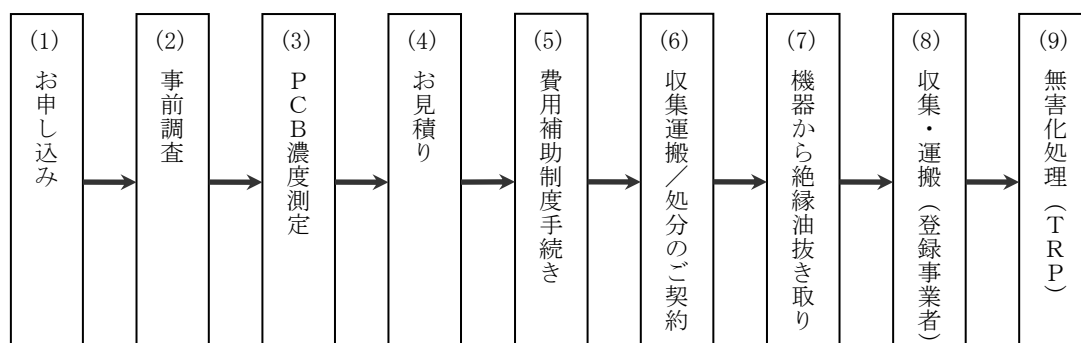 (1)
お申し込み
(2)
事前調査
(3)
ＰＣＢ濃度測定
(4)
お見積り
(5)
費用補助制度手続き
(6)
収集運搬／処分のご契約
(7)
機器から絶縁油抜き取り
(8)
収集・運搬（登録事業者）
(9)
無害化処理（ＴＲＰ）